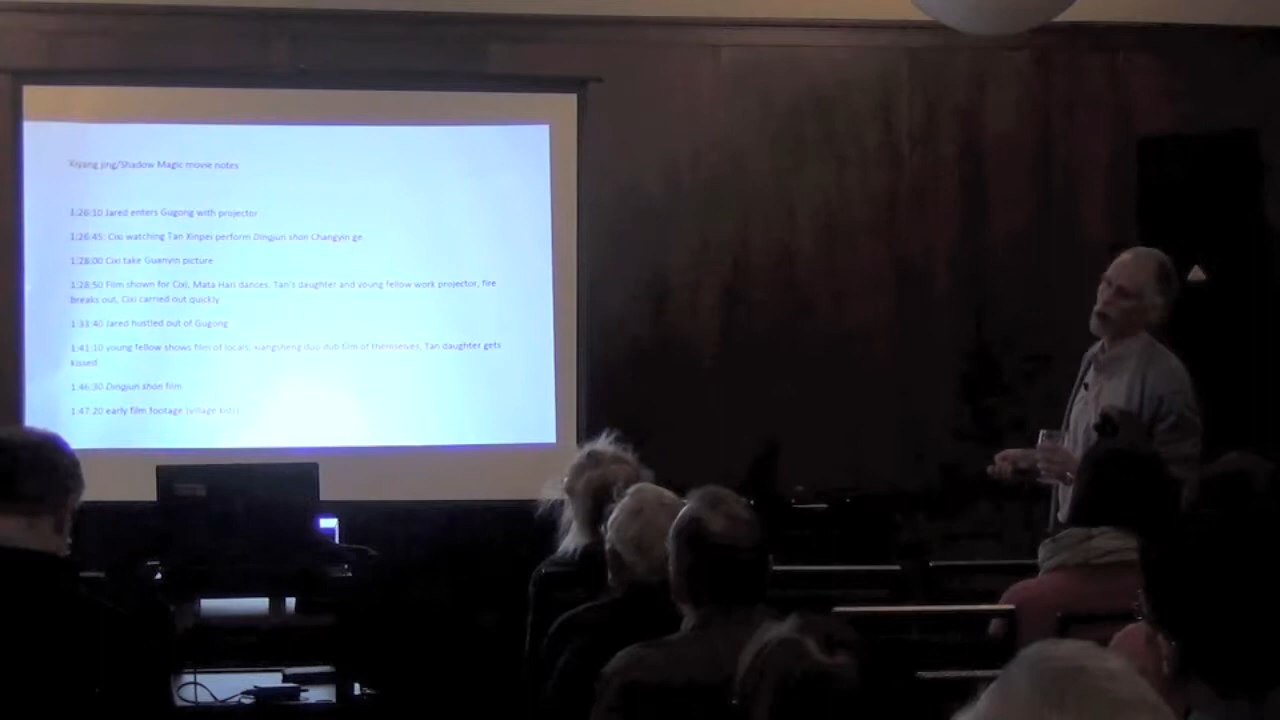 Xiyang jing/Shadow Magic movie notes
1:26:10 Jared enters Gugong with projector
1:26:45: Cixi watching Tan Xinpei perform Dingjun shan Changyin ge
1:28:00 Cixi take Guanyin picture
1:28:50 Film shown for Cixi, Mata Hari dances, Tan's daughter and young fellow work projector, fire
breaks out, Cixi carried out quickly
1:33:40 Jared hustled out of Gugong
1:41:10 young fellow shows film of locals, xiangsheng duo dub film of themselves, Tan daughter gets
kissed
1:46:30 Dingjun shan film
1:47:20 early film footage (village kids)